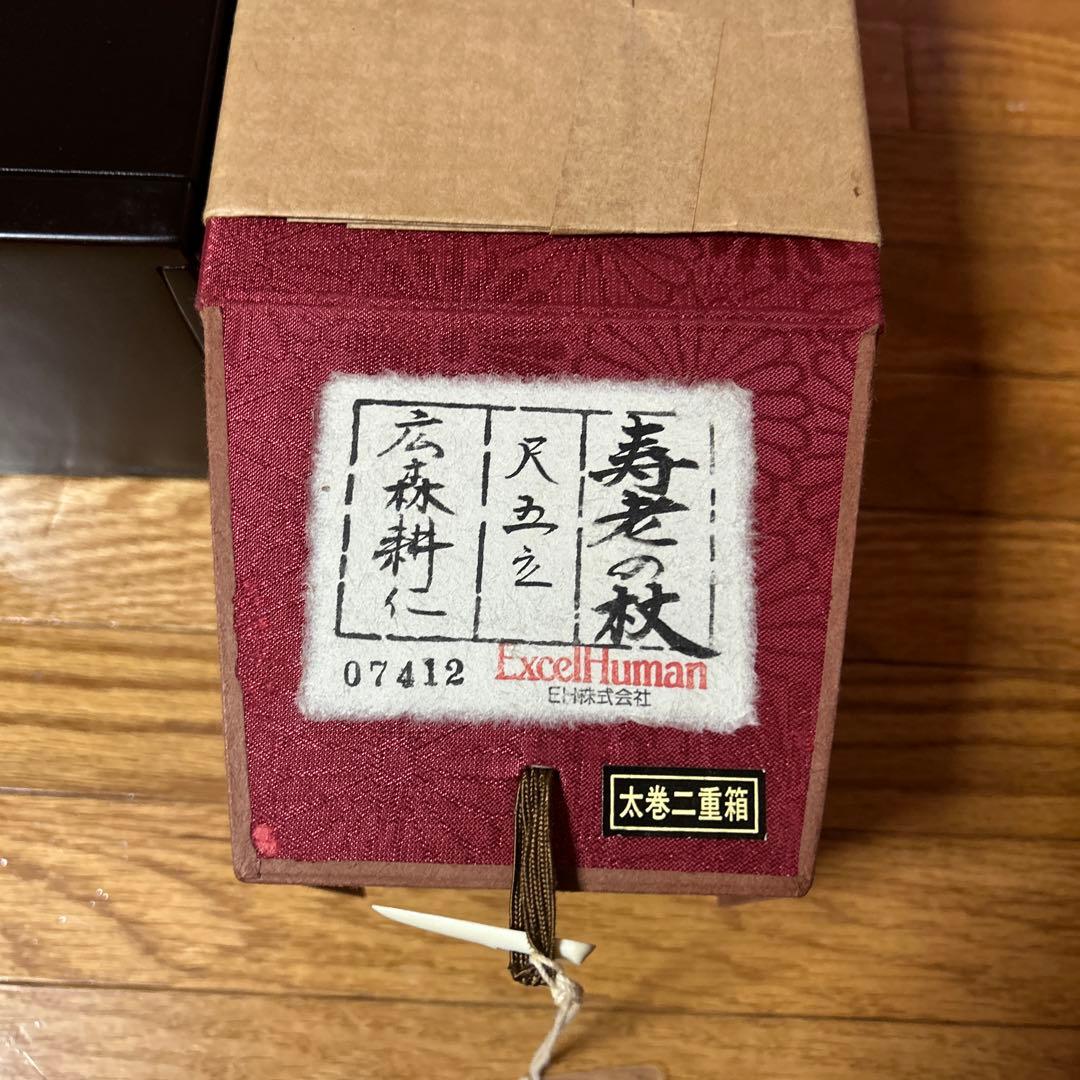 寿老の杖
尺五立
広森耕仁
07412
ExcelHuman
EH株式会社
太巻二重箱